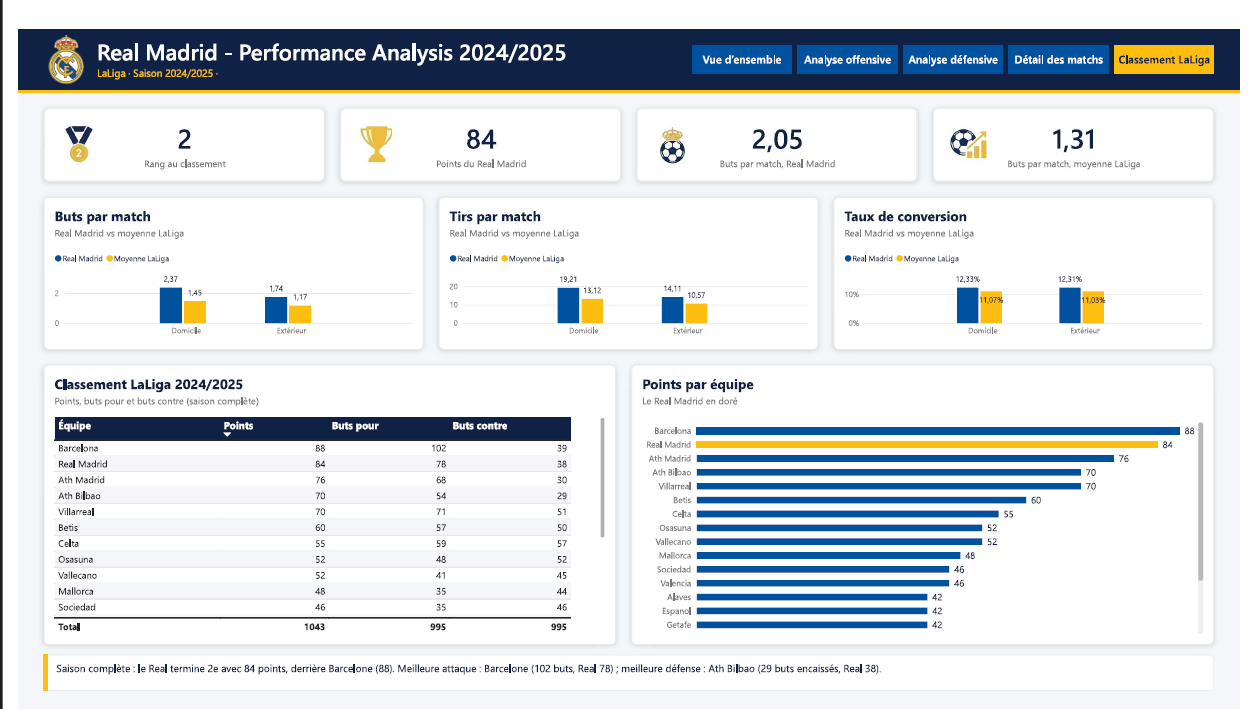 Real Madrid - Performance Analysis 2024/2025
LaLiga · Saison 2024/2025 ·
Vue d'ensemble
Analyse offensive
Analyse défensive
Détail des matchs
Classement LaLiga
2
2
Rang au classement
84
Points du Real Madrid
2,05
Buts par match, Real Madrid
1,31
Buts par match, moyenne LaLiga
Buts par match
Real Madrid vs moyenne LaLiga
Real Madrid Moyenne LaLiga
2,37
1,45
1,74
1,17
2
0
Domicile
Extérieur
Tirs par match
Real Madrid vs moyenne LaLiga
Real Madrid Moyenne LaLiga
19,21
13,12
14,11
10,57
20
10
0
Domicile
Extérieur
Taux de conversion
Real Madrid vs moyenne LaLiga
Real Madrid Moyenne LaLiga
12,33%
11,07%
12,31%
11,03%
10%
0%
Domicile
Extérieur
Classement LaLiga 2024/2025
Points, buts pour et buts contre (saison complète)
Équipe Points Buts pour Buts contre
Barcelona 88 102 39
Real Madrid 84 78 38
Ath Madrid 76 68 30
Ath Bilbao 70 54 29
Villarreal 70 71 51
Betis 60 57 50
Celta 55 59 57
Osasuna 52 48 52
Vallecano 52 41 45
Mallorca 48 35 44
Sociedad 46 35 46
Total 1043 995 995
Points par équipe
Le Real Madrid en doré
Barcelona 88
Real Madrid 84
Ath Madrid 76
Ath Bilbao 70
Villarreal 70
Betis 60
Celta 55
Osasuna 52
Vallecano 52
Mallorca 48
Sociedad 46
Valencia 46
Alaves 42
Espanol 42
Getafe 42
Saison complète : le Real termine 2e avec 84 points, derrière Barcelone (88). Meilleure attaque : Barcelone (102 buts, Real 78) ; meilleure défense : Ath Bilbao (29 buts encaissés, Real 38).